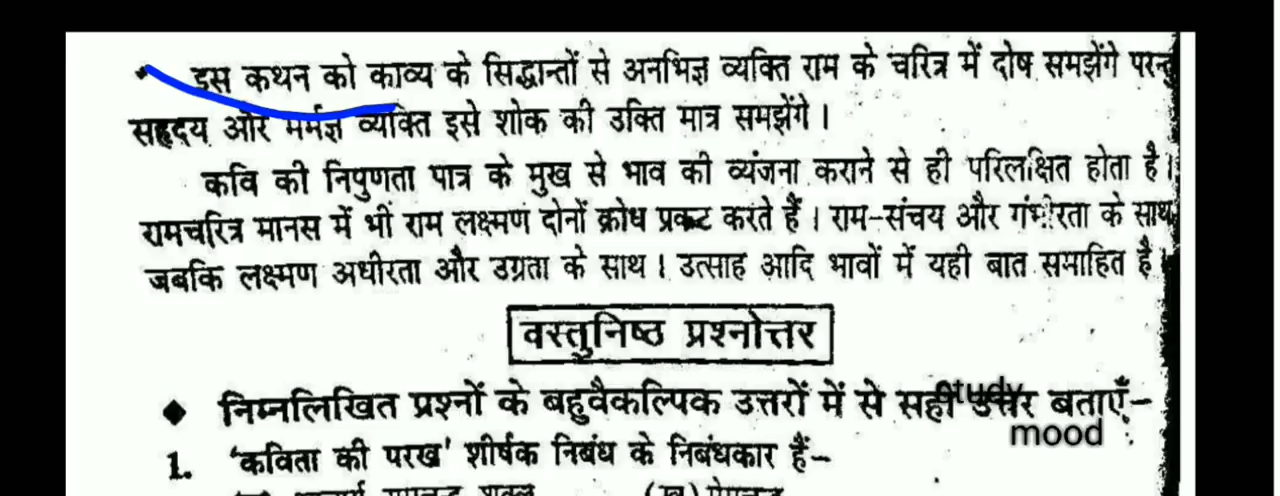 इस कथन को काव्य के सिद्धान्तों से अनभिज्ञ व्यक्ति राम के चरित्र में दोष समझेंगे परन्तु
सहृदय और मर्मज्ञ व्यक्ति इसे शोक की उक्ति मात्र समझेंगे।
कवि की निपुणता पात्र के मुख से भाव की व्यंजना कराने से ही परिलक्षित होता है।
रामचरित्र मानस में भी राम लक्ष्मण दोनों क्रोध प्रकट करते हैं। राम-संचय और गंभीरता के साथ
जबकि लक्ष्मण अधीरता और उग्रता के साथ। उत्साह आदि भावों में यही बात समाहित है।
वस्तुनिष्ठ प्रश्नोत्तर
◆ निम्नलिखित प्रश्नों के बहुवैकल्पिक उत्तरों में से सही उत्तर बताएँ:-
study
mood
1. 'कविता की परख' शीर्षक निबंध के निबंधकार हैं-